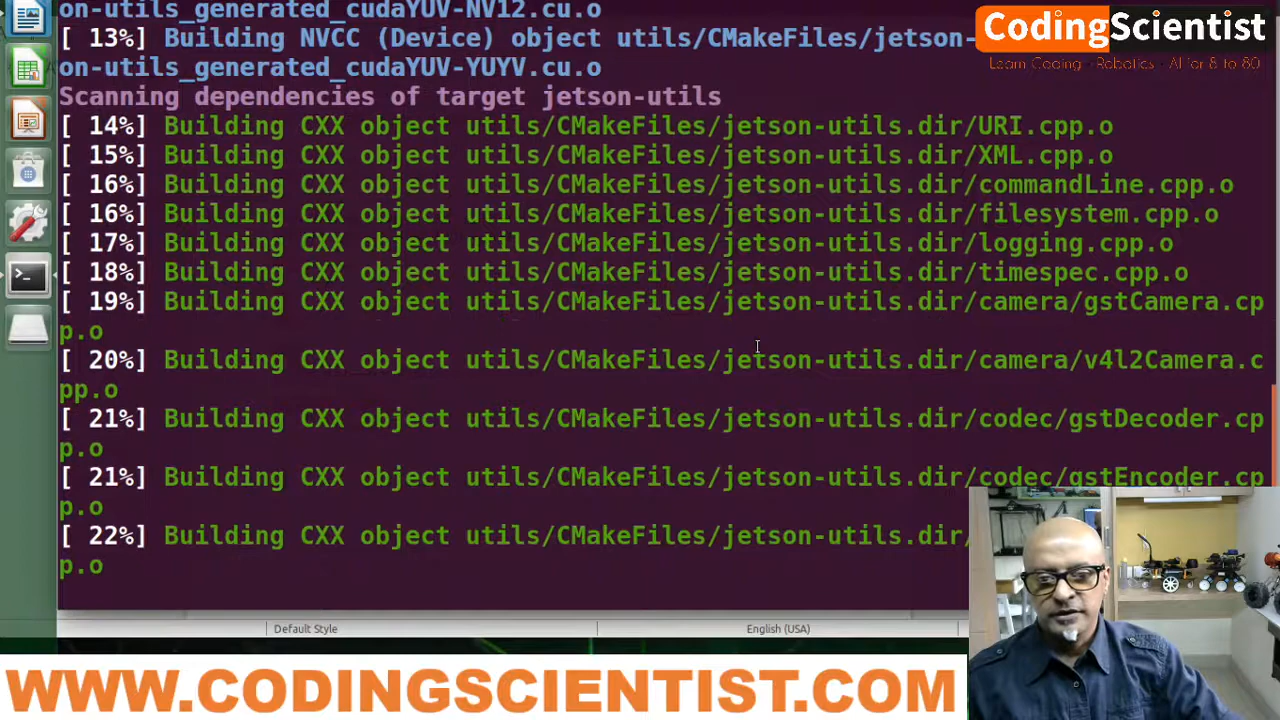 on-utils_generated_cudaYUV-NV12.cu.o
[ 13%] Building NVCC (Device) object utils/CMakeFiles/jetson-
on-utils_generated_cudaYUV-YUYV.cu.o
Scanning dependencies of target jetson-utils
[ 14%] Building CXX object utils/CMakeFiles/jetson-utils.dir/URI.cpp.o
[ 15%] Building CXX object utils/CMakeFiles/jetson-utils.dir/XML.cpp.o
[ 16%] Building CXX object utils/CMakeFiles/jetson-utils.dir/commandLine.cpp.o
[ 16%] Building CXX object utils/CMakeFiles/jetson-utils.dir/filesystem.cpp.o
[ 17%] Building CXX object utils/CMakeFiles/jetson-utils.dir/logging.cpp.o
[ 18%] Building CXX object utils/CMakeFiles/jetson-utils.dir/timespec.cpp.o
[ 19%] Building CXX object utils/CMakeFiles/jetson-utils.dir/camera/gstCamera.cp
p.o
[ 20%] Building CXX object utils/CMakeFiles/jetson-utils.dir/camera/v4l2Camera.c
pp.o
[ 21%] Building CXX object utils/CMakeFiles/jetson-utils.dir/codec/gstDecoder.cp
p.o
[ 21%] Building CXX object utils/CMakeFiles/jetson-utils.dir/codec/gstEncoder.cp
p.o
[ 22%] Building CXX object utils/CMakeFiles/jetson-utils.dir/
p.o
CodingScientist
Learn Coding - Robotics - AI for 8 to 80
Default Style
English (USA)
WWW.CODINGSCIENTIST.COM